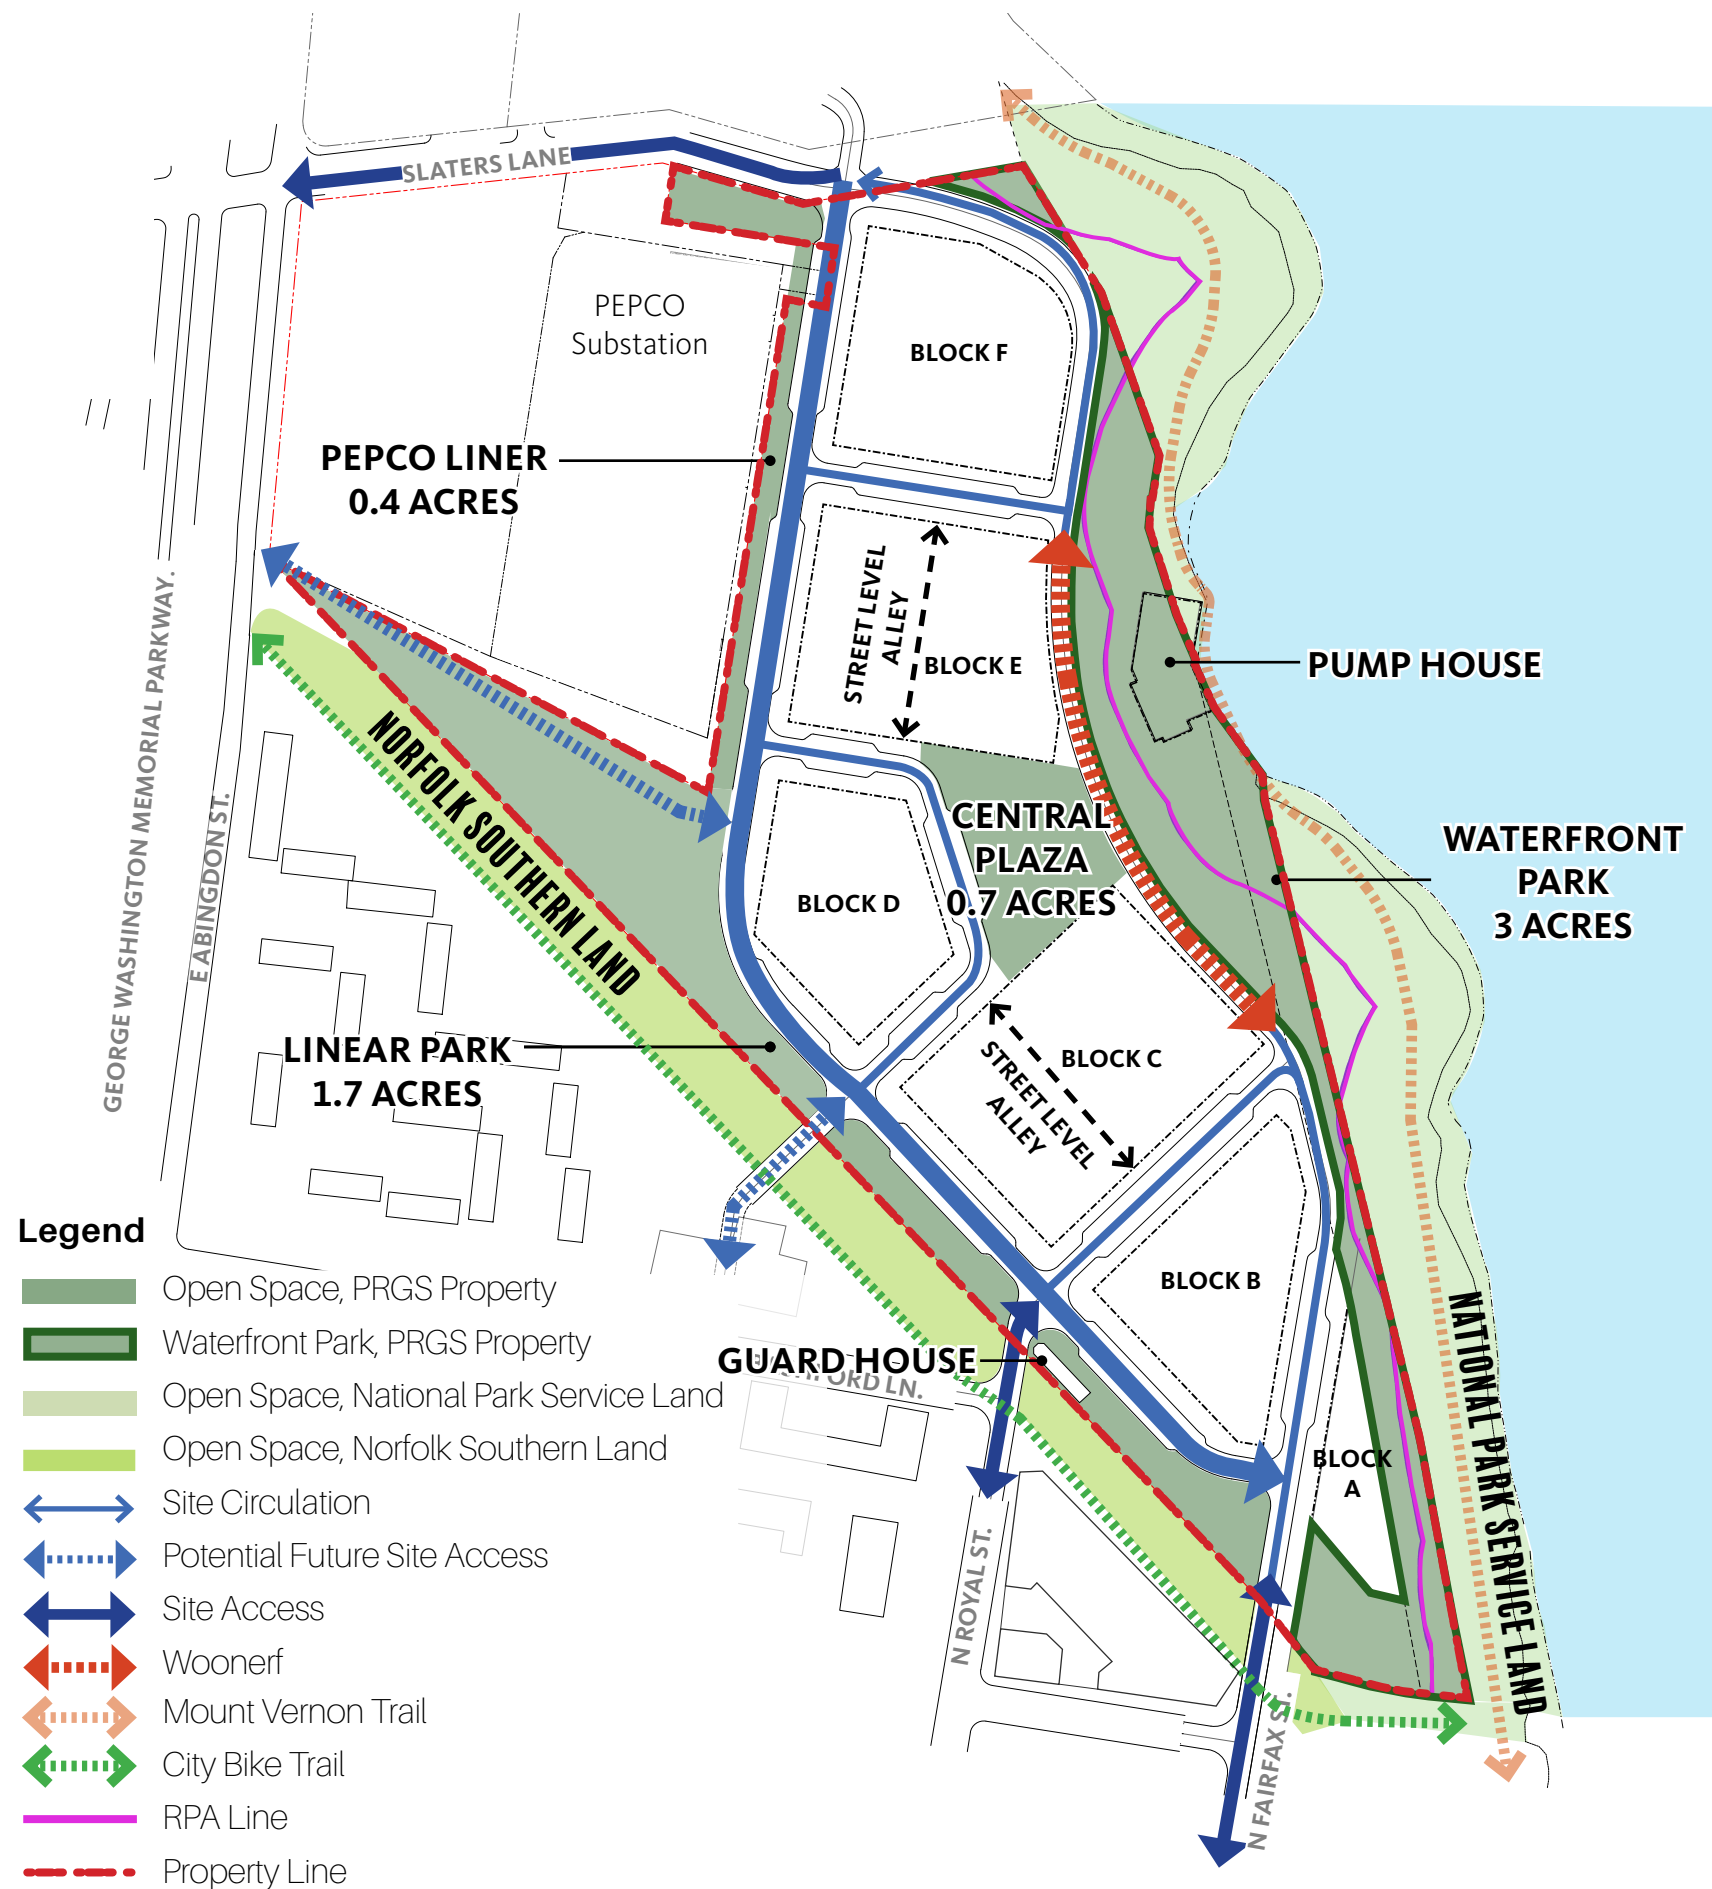 SLATERS LANE
PEPCO
Substation
BLOCK F
PEPCO LINER
0.4 ACRES
STREET LEVEL
ALLEY
BLOCK E
PUMP HOUSE
GEORGE WASHINGTON MEMORIAL PARKWAY.
E ABINGDON ST.
NORFOLK SOUTHERN LAND
CENTRAL
PLAZA
0.7 ACRES
WATERFRONT
PARK
3 ACRES
BLOCK D
LINEAR PARK
1.7 ACRES
BLOCK C
STREET LEVEL
ALLEY
BLOCK B
GUARD HOUSE
LN.
BLOCK
A
NATIONAL PARK SERVICE LAND
N ROYAL ST.
N FAIRFAX ST.
Legend
Open Space, PRGS Property
Waterfront Park, PRGS Property
Open Space, National Park Service Land
Open Space, Norfolk Southern Land
Site Circulation
Potential Future Site Access
Site Access
Woonerf
Mount Vernon Trail
City Bike Trail
RPA Line
Property Line